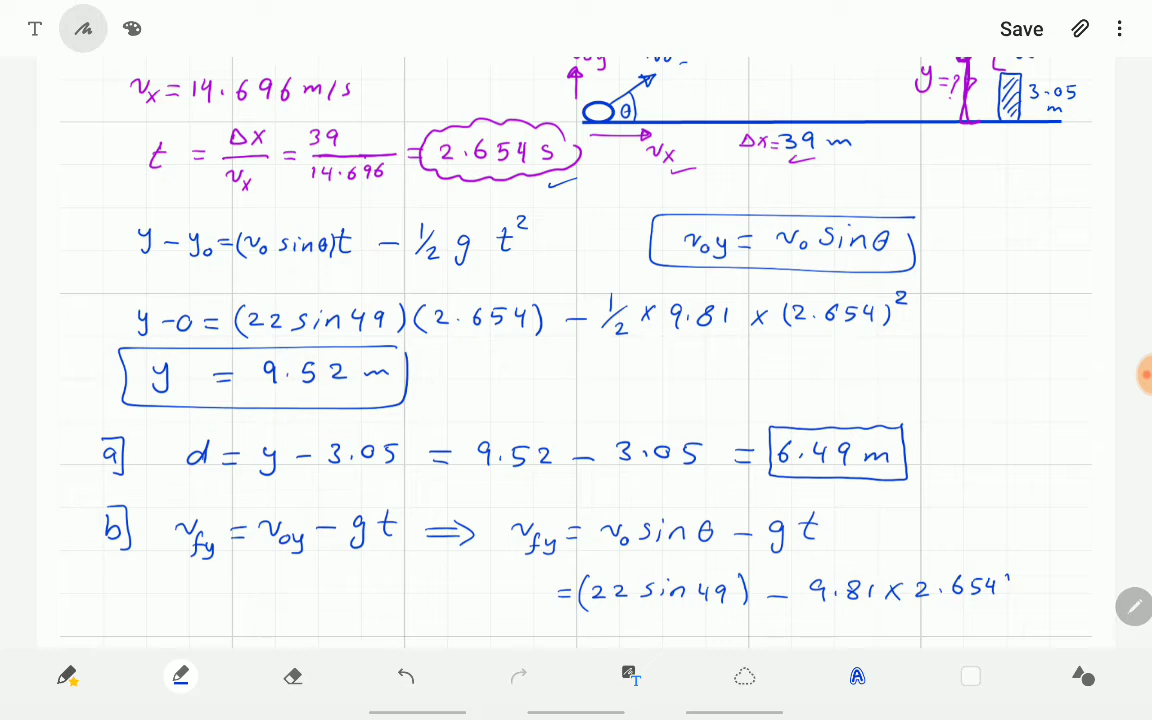 T Save
vx = 14.696 m/s
y=??
3.05 m
θ
t = Δx/vx = 39/14.696 = 2.654 s
vx
Δx=39 m
y - y₀ = (v₀ sinθ)t - ½ g t²
v₀y = v₀ sinθ
y-0 = (22 sin 49)(2.654) - ½ × 9.81 × (2.654)²
y = 9.52 m
a] d = y - 3.05 = 9.52 - 3.05 = 6.49 m
b] vfy = v₀y - gt ⟹ vfy = v₀ sin θ - gt
= (22 sin 49) - 9.81 × 2.654
T
A